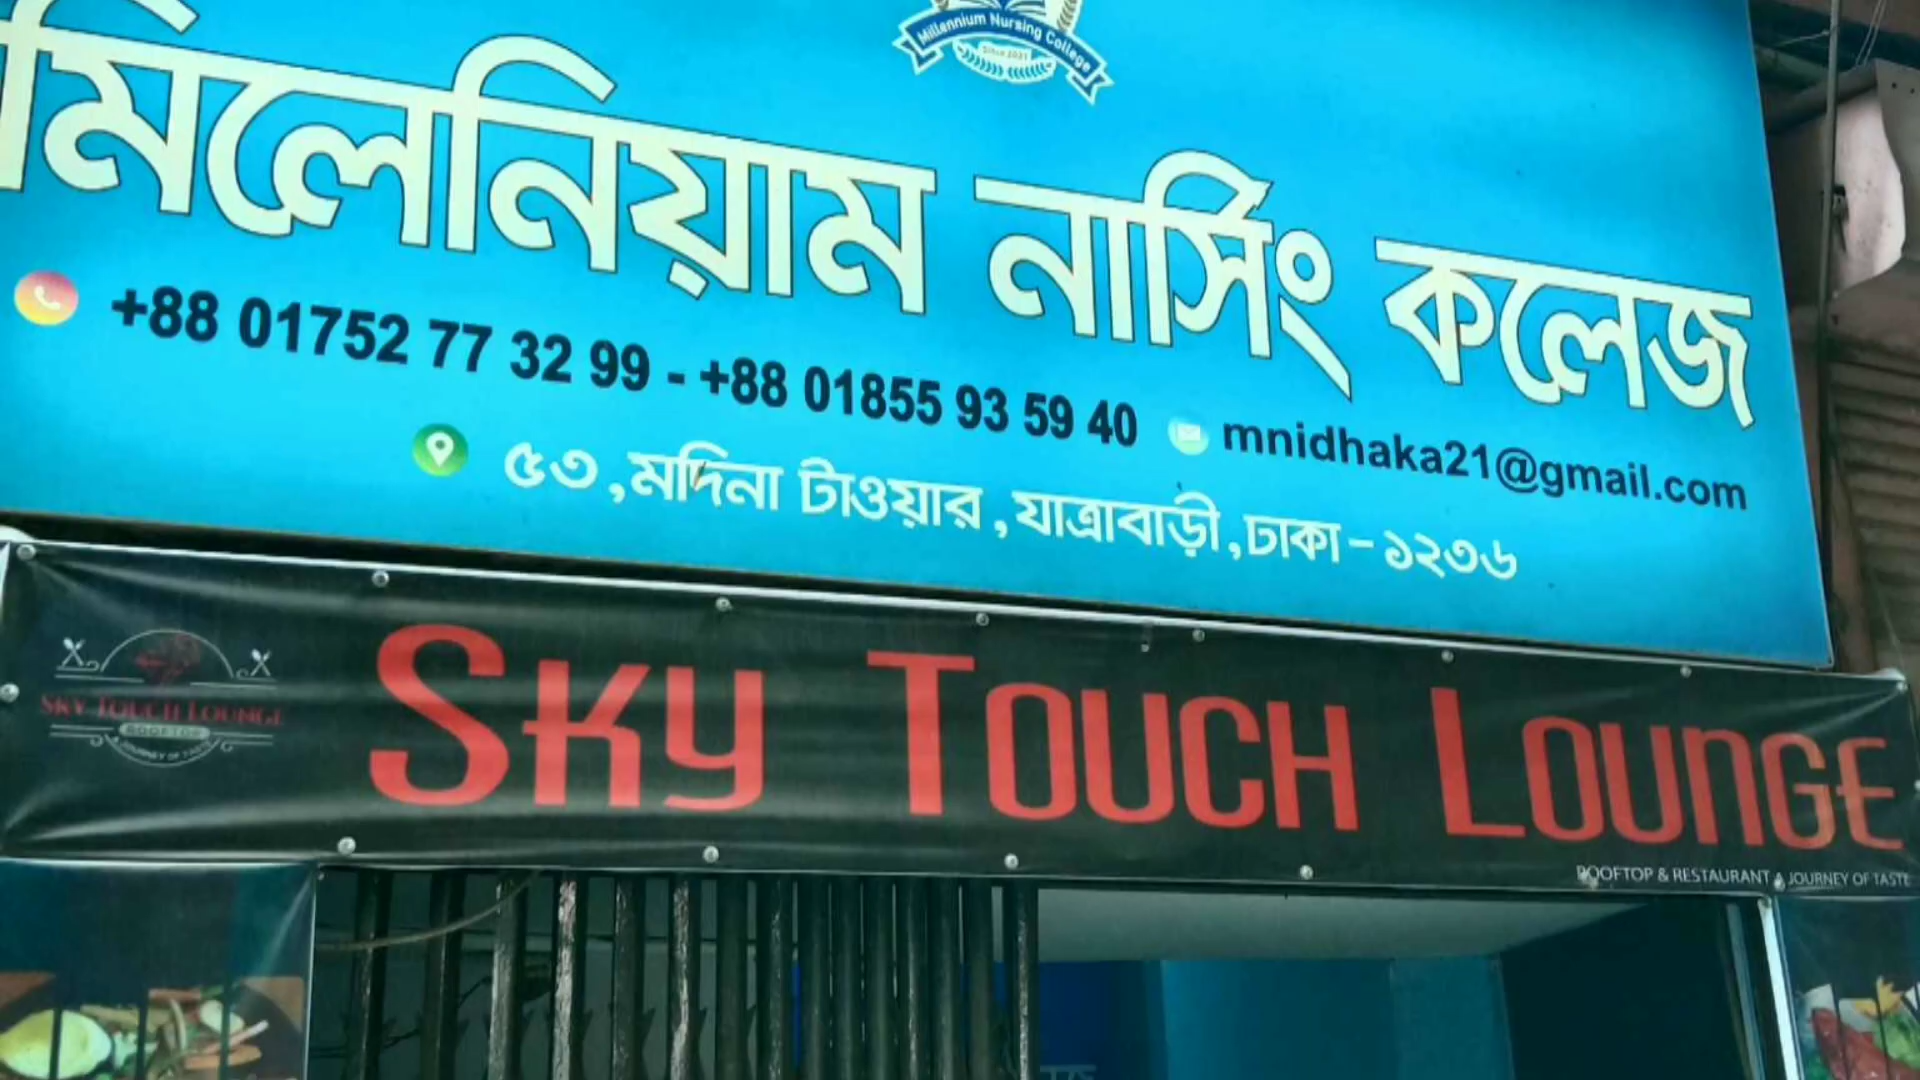 Millennium Nursing College
Since 2021
মিলেনিয়াম নার্সিং কলেজ
+88 01752 77 32 99 - +88 01855 93 59 40 mnidhaka21@gmail.com
৫৩ ,মদিনা টাওয়ার , যাত্রাবাড়ী ,ঢাকা - ১২৩৬
SKY TOUCH LOUNGE
ROOFTOP
A JOURNEY OF TASTE
SKY TOUCH LOUNGE
ROOFTOP & RESTAURANT A JOURNEY OF TASTE